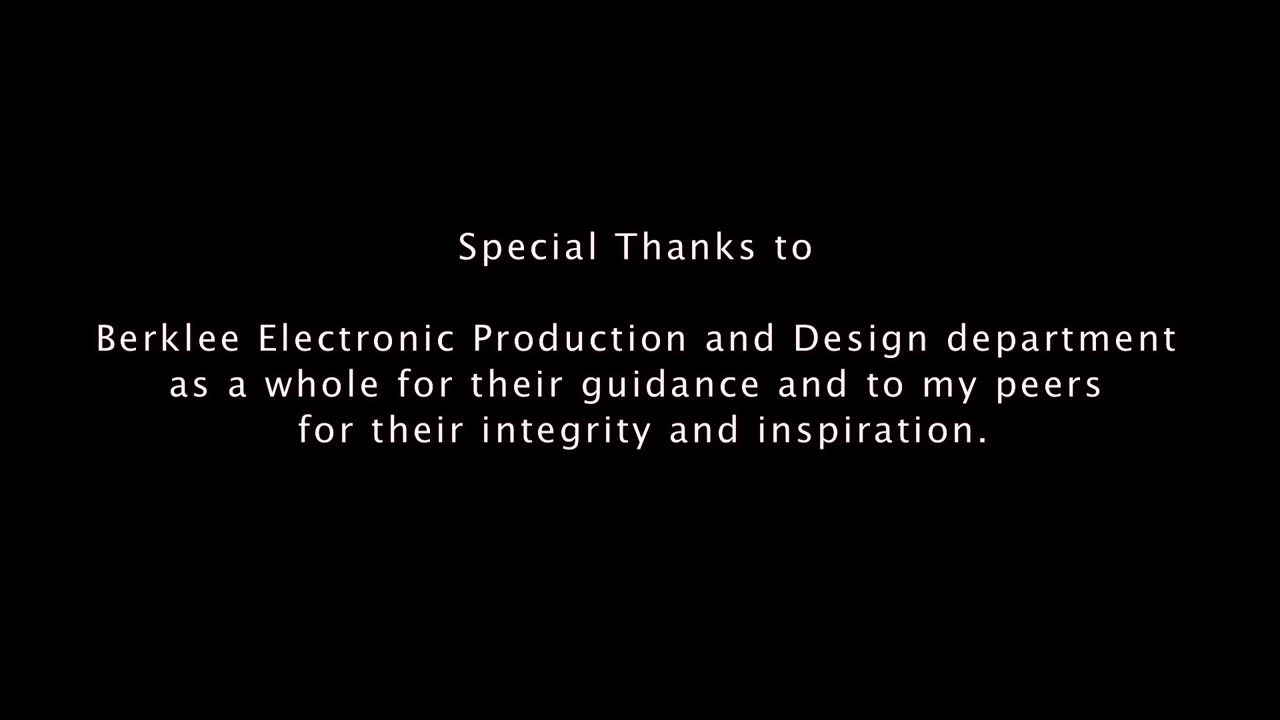 Special Thanks to
Berklee Electronic Production and Design department
as a whole for their guidance and to my peers
for their integrity and inspiration.